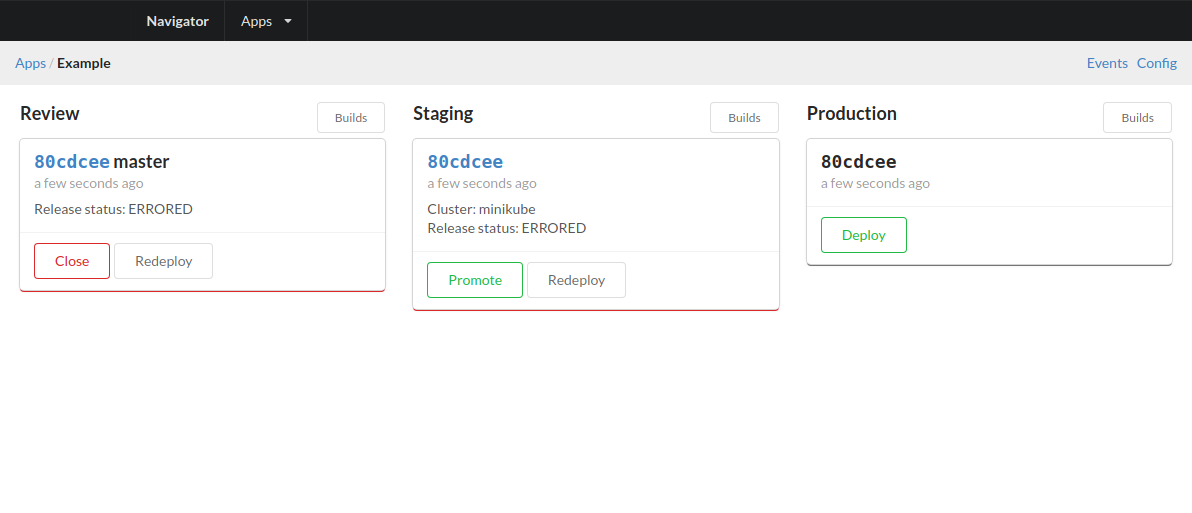 Navigator Apps
Apps / Example Events Config
Review Builds
80cdcee master
a few seconds ago
Release status: ERRORED
Close Redeploy
Staging Builds
80cdcee
a few seconds ago
Cluster: minikube
Release status: ERRORED
Promote Redeploy
Production Builds
80cdcee
a few seconds ago
Deploy